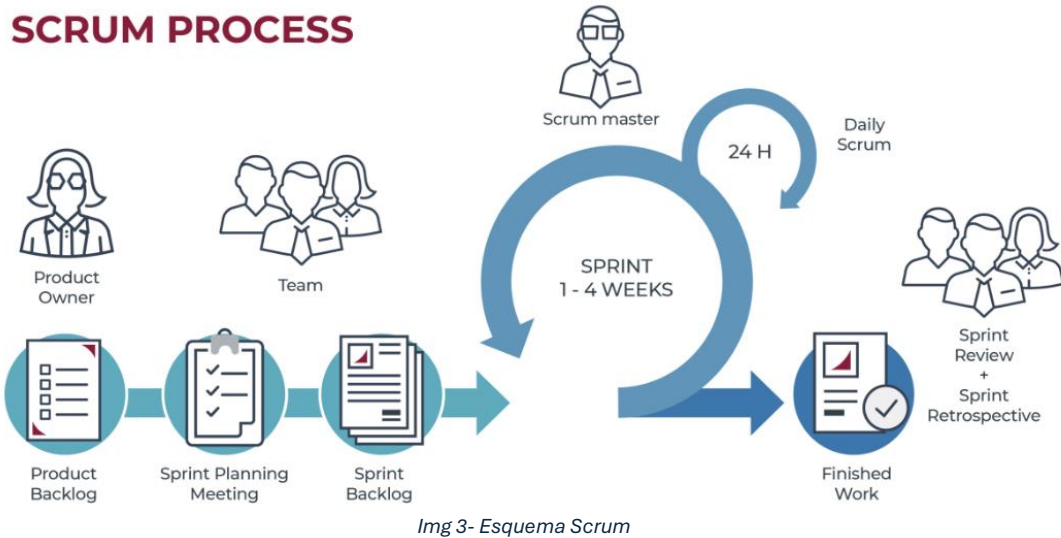 SCRUM PROCESS
Scrum master
24 H
Daily
Scrum
Product
Owner
Team
SPRINT
1 - 4 WEEKS
Sprint
Review
+
Sprint
Retrospective
Product
Backlog
Sprint Planning
Meeting
Sprint
Backlog
Finished
Work
Img 3- Esquema Scrum